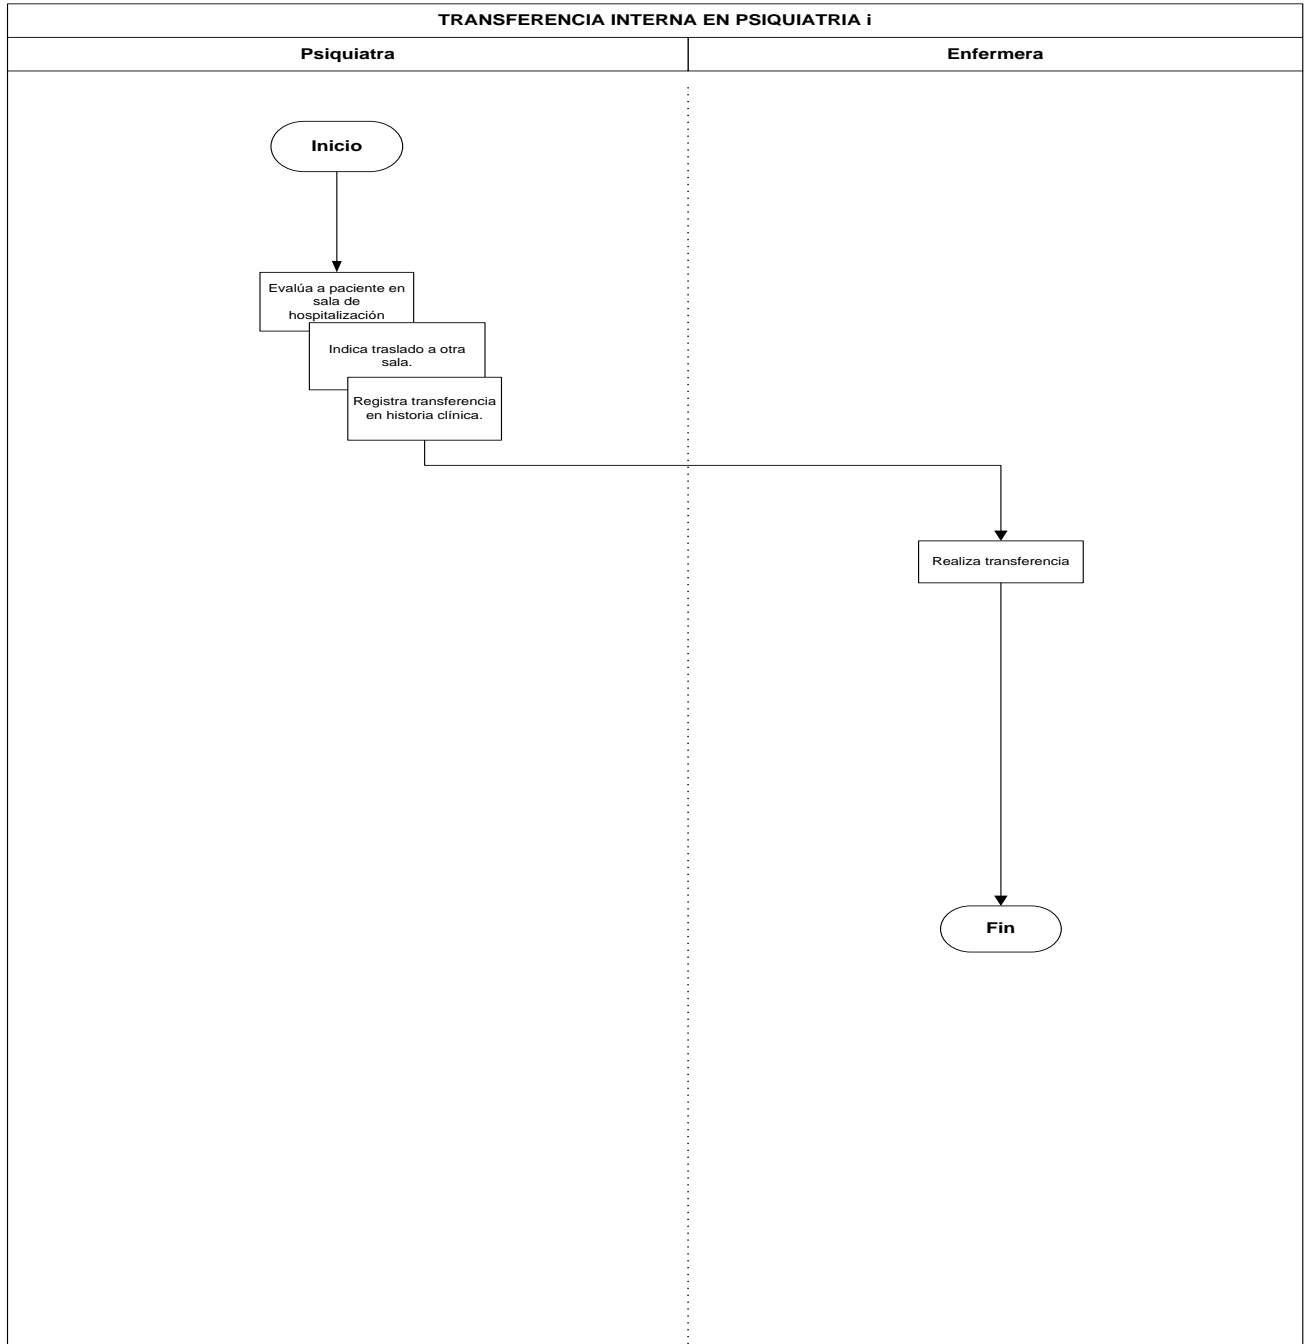 TRANSFERENCIA INTERNA EN PSIQUIATRIA i
Psiquiatra
Enfermera
Inicio
Evalúa a paciente en
sala de
hospitalización
Indica traslado a otra
sala.
Registra transferencia
en historia clínica.
Realiza transferencia
Fin